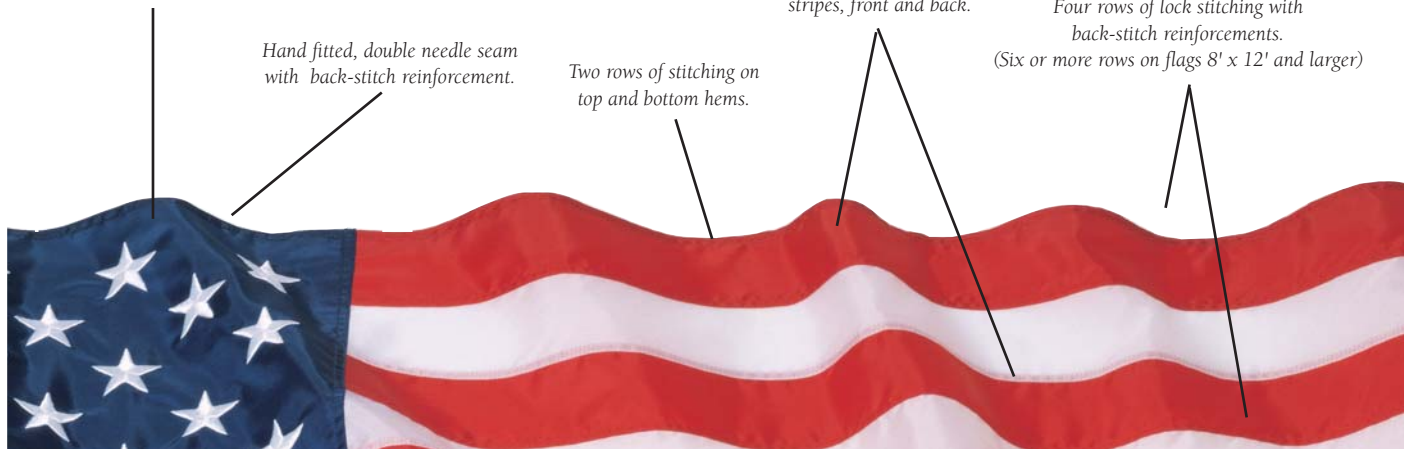 stripes, front and back.
Four rows of lock stitching with
back-stitch reinforcements.
(Six or more rows on flags 8' x 12' and larger)
Hand fitted, double needle seam
with back-stitch reinforcement.
Two rows of stitching on
top and bottom hems.